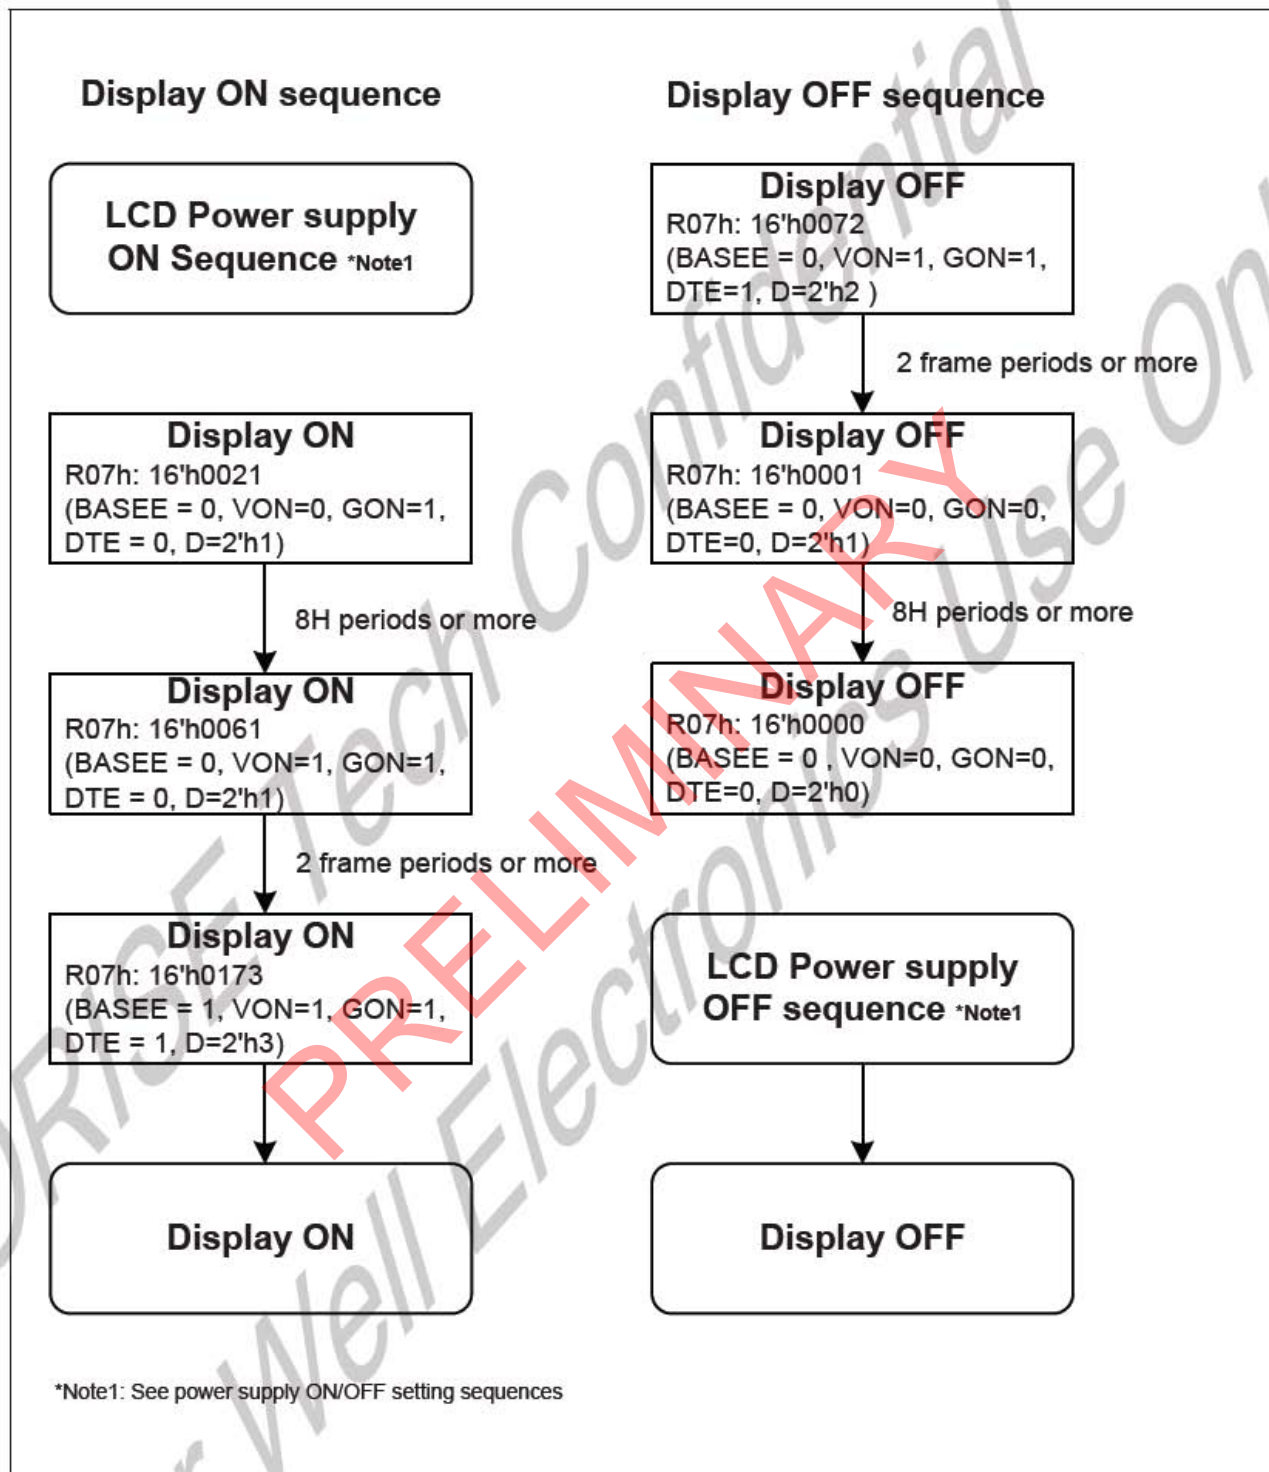 Display ON sequence
LCD Power supply
ON Sequence *Note1
Display ON
R07h: 16'h0021
(BASEE = 0, VON=0, GON=1,
DTE = 0, D=2'h1)
8H periods or more
Display ON
R07h: 16'h0061
(BASEE = 0, VON=1, GON=1,
DTE = 0, D=2'h1)
2 frame periods or more
Display ON
R07h: 16'h0173
(BASEE = 1, VON=1, GON=1,
DTE = 1, D=2'h3)
Display ON
Display OFF sequence
Display OFF
R07h: 16'h0072
(BASEE = 0, VON=1, GON=1,
DTE=1, D=2'h2 )
2 frame periods or more
Display OFF
R07h: 16'h0001
(BASEE = 0, VON=0, GON=0,
DTE=0, D=2'h1)
8H periods or more
Display OFF
R07h: 16'h0000
(BASEE = 0 , VON=0, GON=0,
DTE=0, D=2'h0)
LCD Power supply
OFF sequence *Note1
Display OFF
*Note1: See power supply ON/OFF setting sequences
ORISE Tech Confidential
Well Electronics Use
PRELIMINARY